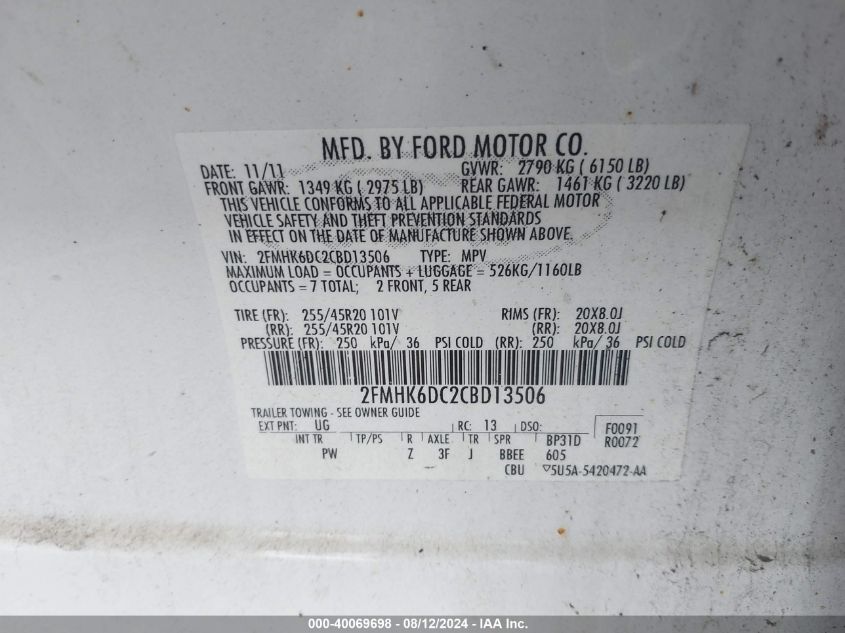 MFD. BY FORD MOTOR CO.
DATE: 11/11 GVWR: 2790 KG ( 6150 LB)
FRONT GAWR: 1349 KG ( 2975 LB) REAR GAWR: 1461 KG ( 3220 LB)
THIS VEHICLE CONFORMS TO ALL APPLICABLE FEDERAL MOTOR
VEHICLE SAFETY AND THEFT PREVENTION STANDARDS
IN EFFECT ON THE DATE OF MANUFACTURE SHOWN ABOVE.
VIN: 2FMHK6DC2CBD13506 TYPE: MPV
MAXIMUM LOAD = OCCUPANTS + LUGGAGE = 526KG/1160LB
OCCUPANTS = 7 TOTAL; 2 FRONT, 5 REAR
TIRE (FR): 255/45R20 101V RIMS (FR): 20X8.0J
(RR): 255/45R20 101V (RR): 20X8.0J
PRESSURE (FR): 250 kPa/ 36 PSI COLD (RR): 250 kPa/ 36 PSI COLD
2FMHK6DC2CBD13506
TRAILER TOWING - SEE OWNER GUIDE
EXT PNT: UG RC: 13 DSO: F0091
INT TR TP/PS R AXLE TR SPR BP31D R0072
PW Z 3F J BBEE 605
CBU ▽5U5A-5420472-AA
000-40069698 - 08/12/2024 - IAA Inc.